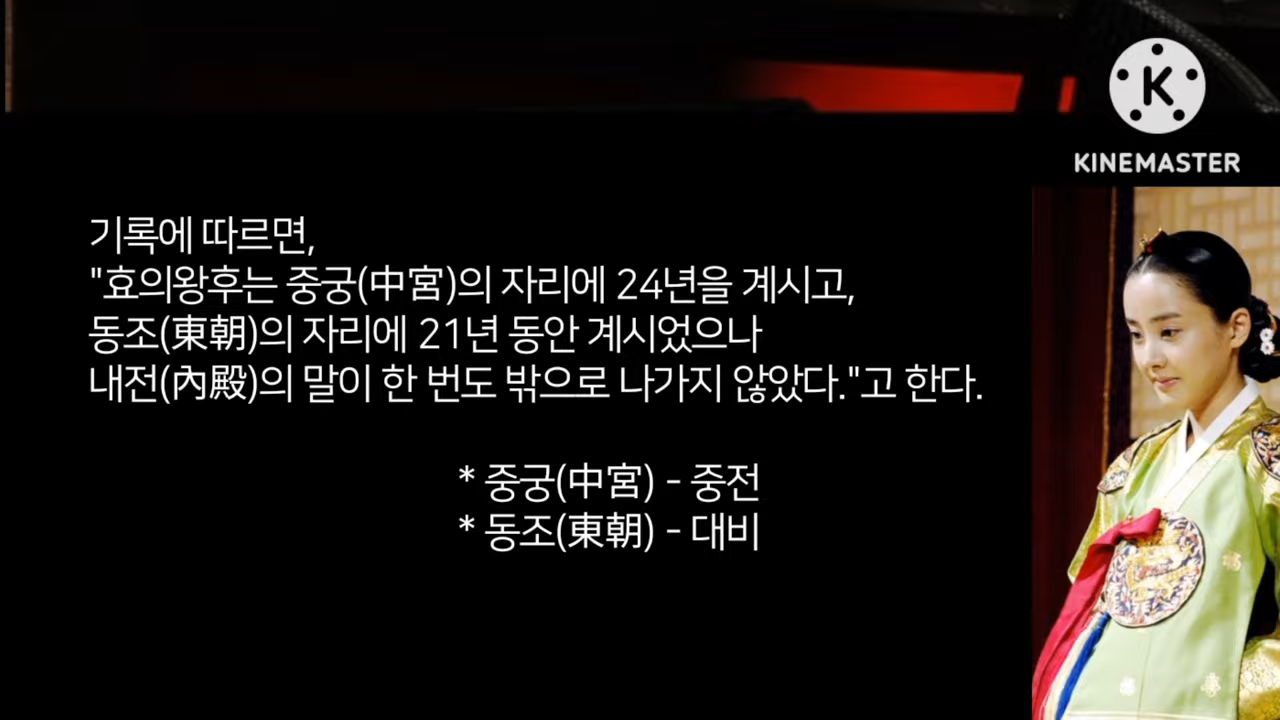 K
KINEMASTER
기록에 따르면,
"효의왕후는 중궁(中宮)의 자리에 24년을 계시고,
동조(東朝)의 자리에 21년 동안 계시었으나
내전(內殿)의 말이 한 번도 밖으로 나가지 않았다."고 한다.
* 중궁(中宮) - 중전
* 동조(東朝) - 대비